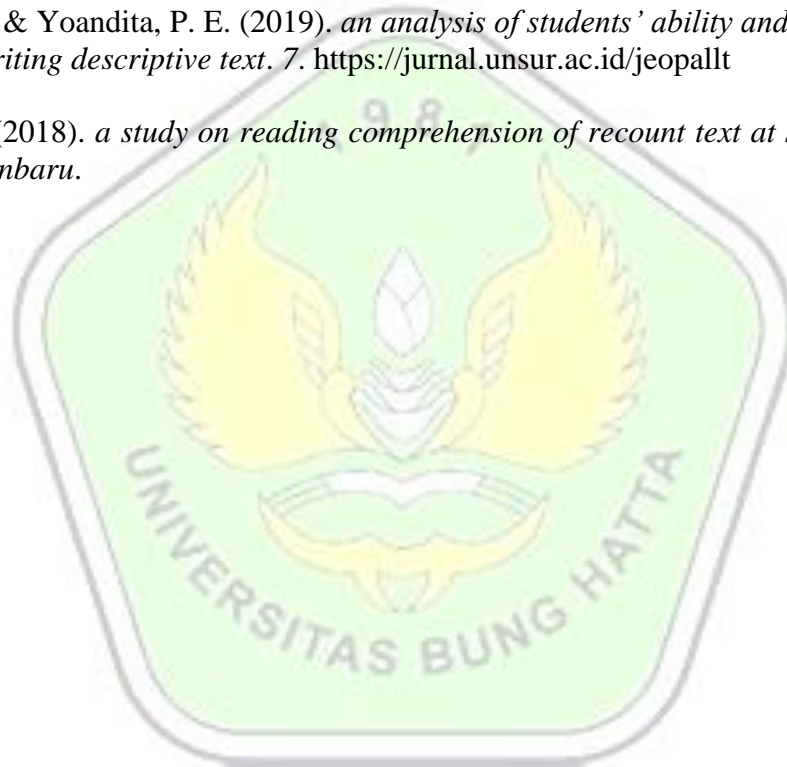 & Yoandita, P. E. (2019). an analysis of students’ ability and
riting descriptive text. 7. https://jurnal.unsur.ac.id/jeopallt
(2018). a study on reading comprehension of recount text at
nbaru.
1981
UNIVERSITAS BUNG HATTA